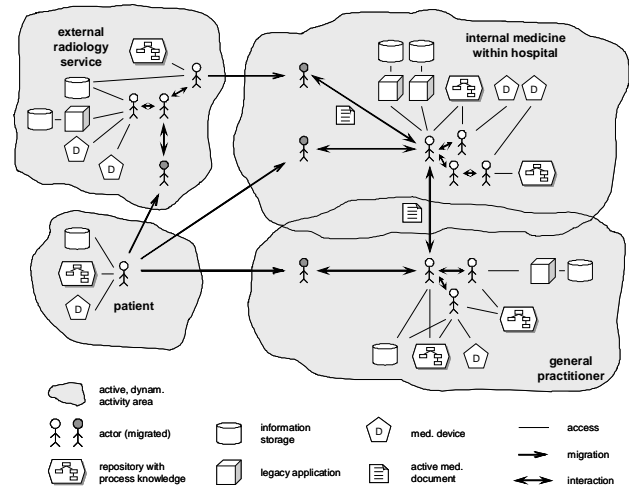 external
radiology
service
internal medicine
within hospital
D
D
D
D
D
patient
D
D
general
practitioner
active, dynam.
activity area
actor (migrated)
repository with
process knowledge
information
storage
legacy application
D
med. device
active med.
document
access
migration
interaction